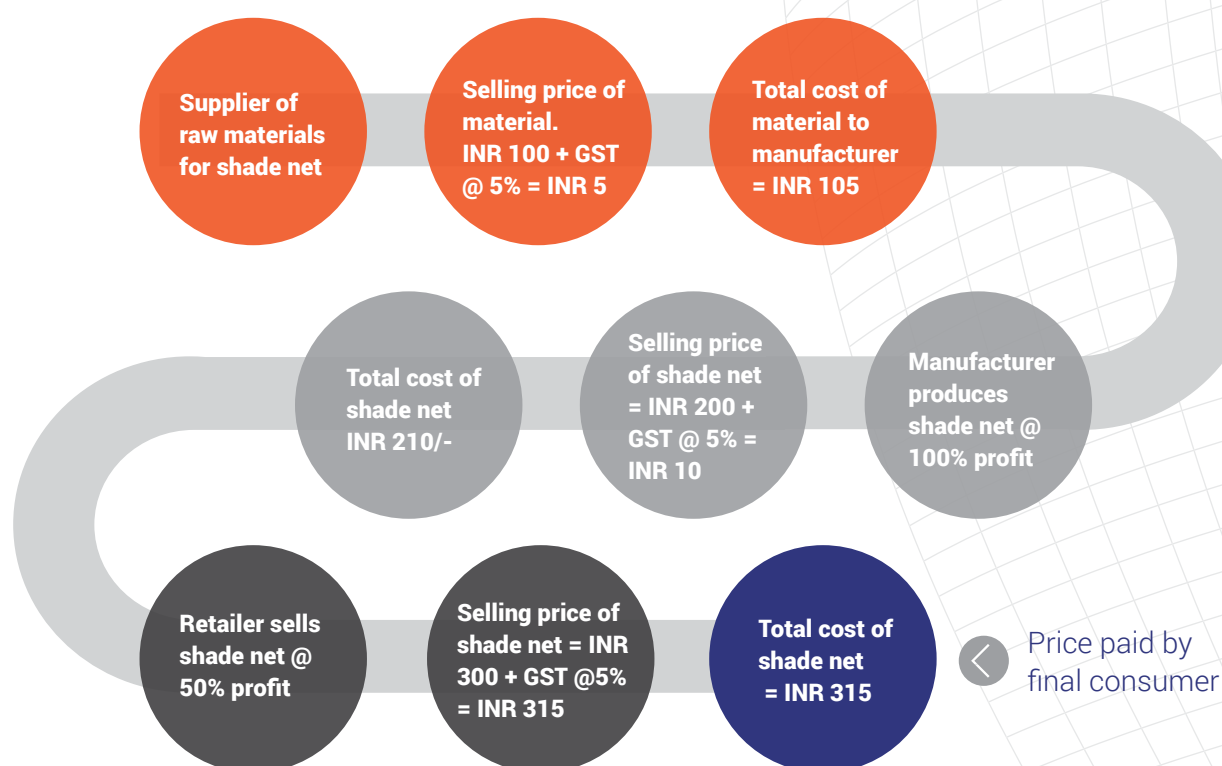 Supplier of
raw materials
for shade net
Selling price of
material.
INR 100 + GST
@ 5% = INR 5
Total cost of
material to
manufacturer
= INR 105
Manufacturer
produces
shade net @
100% profit
Selling price
of shade net
= INR 200 +
GST @ 5% =
INR 10
Total cost of
shade net
INR 210/-
Retailer sells
shade net @
50% profit
Selling price of
shade net = INR
300 + GST @5%
= INR 315
Total cost of
shade net
= INR 315
Price paid by
final consumer